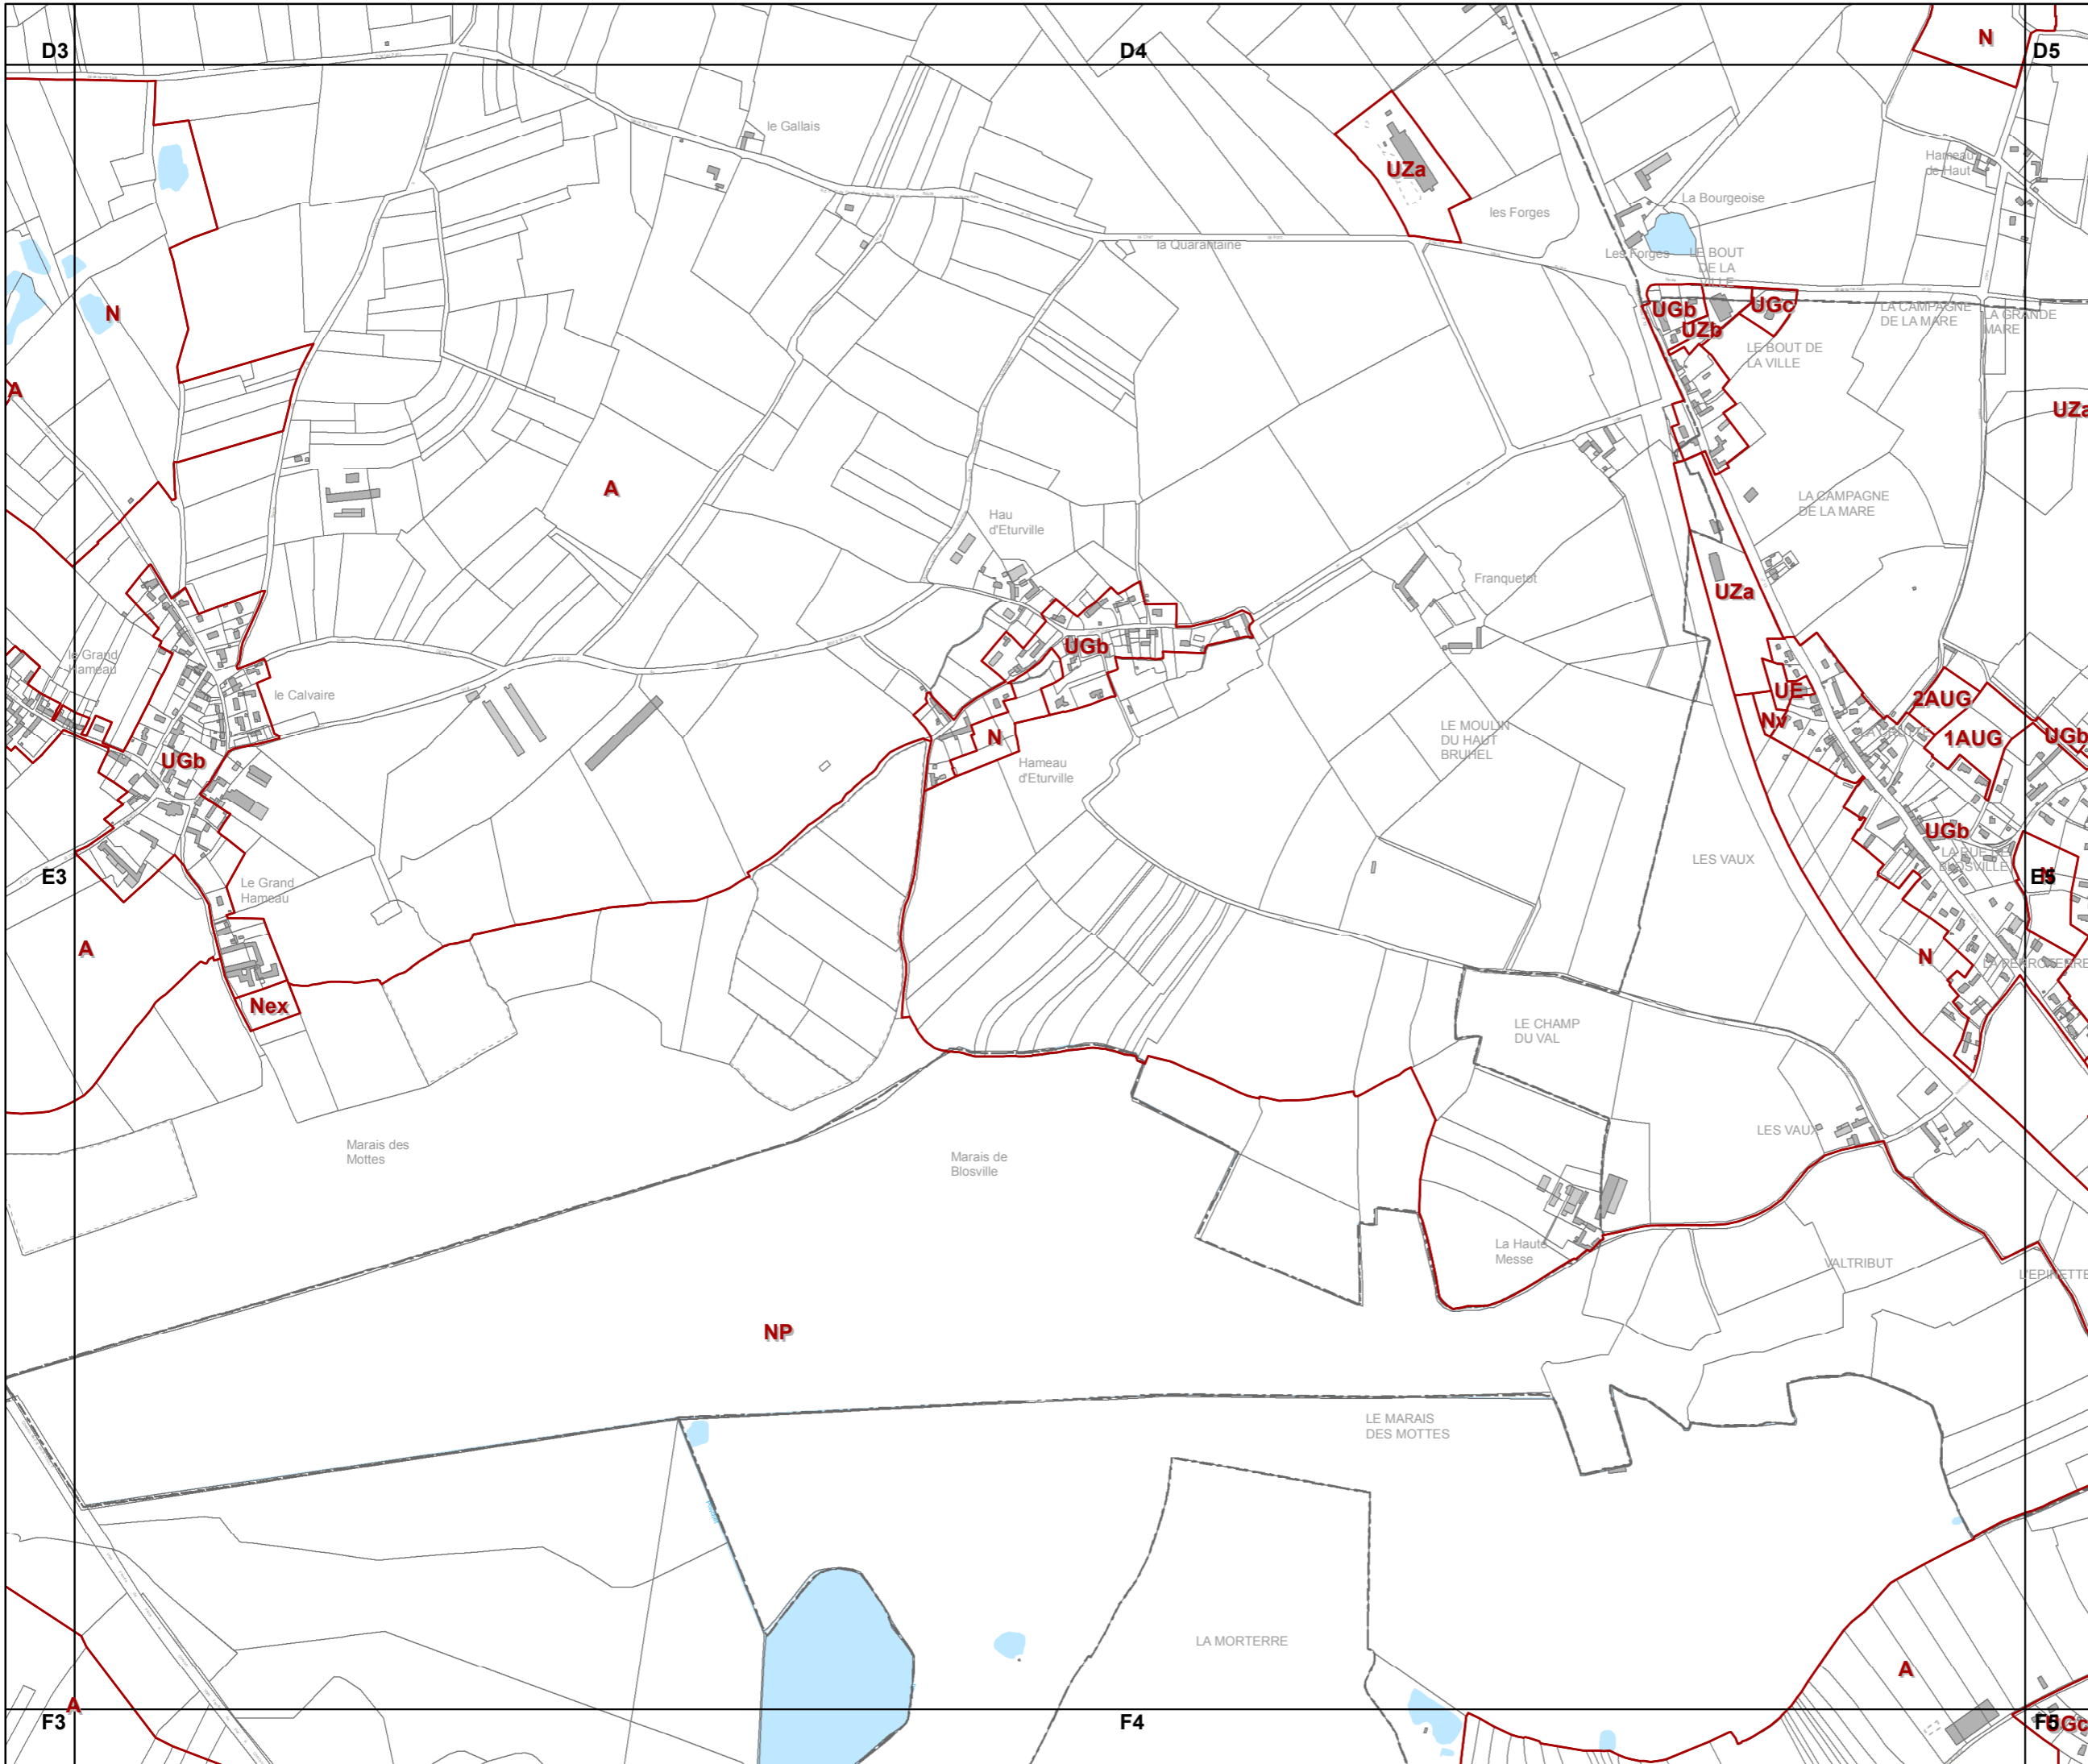 D3
D4
N
D5
le Gallais
UZa
Hameau
de Haut
La Bourgeoise
les Forges
la Quarantaine
Les Forges
LE BOUT
DE LA
VILLE
N
UGb
UGc
UZb
LA CAMPAGNE
DE LA MARE
LA GRANDE
MARE
LE BOUT DE
LA VILLE
A
UZa
A
LA CAMPAGNE
DE LA MARE
Hau
d'Eturville
Franquetot
UZa
le Grand
Hameau
le Calvaire
UGb
UE
2AUG
Nv
1AUG
UGb
LE MOULIN
DU HAUT
BRUHEL
N
Hameau
d'Eturville
UGb
UGb
LES VAUX
E3
Le Grand
Hameau
E5
N
A
N
Nex
LE CHAMP
DU VAL
LES VAUX
Marais des
Mottes
Marais de
Blosville
La Haute
Messe
VALTRIBUT
L'EPINETTE
NP
LE MARAIS
DES MOTTES
LA MORTERRE
A
A
F3
F4
F5
UGc